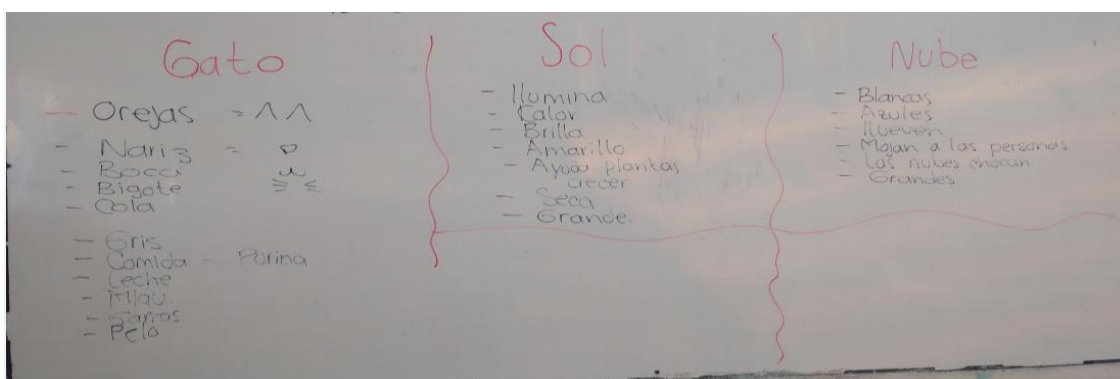 Gato
- Orejas =
- Nariz =
- Boca
- Bigote
- Cola
- Gris
- Comida - Purina
- Leche
- Miau.
- Garros
- Pelo
Sol
- Ilumina
- Calor
- Brilla
- Amarillo
- Ayuda plantas
crecer
- Seca
- Grande.
Nube
- Blancas
- Azules
- llueven
- Mojan a las personas
- Las nubes chocan
- Grandes